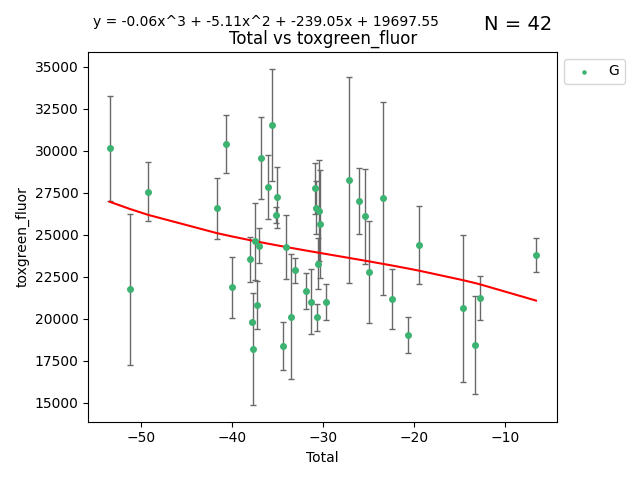 y = -0.06x^3 + -5.11x^2 + -239.05x + 19697.55
N = 42
Total vs toxgreen_fluor
G
35000
32500
30000
27500
25000
22500
20000
17500
15000
toxgreen_fluor
−50 −40 −30 −20 −10
Total